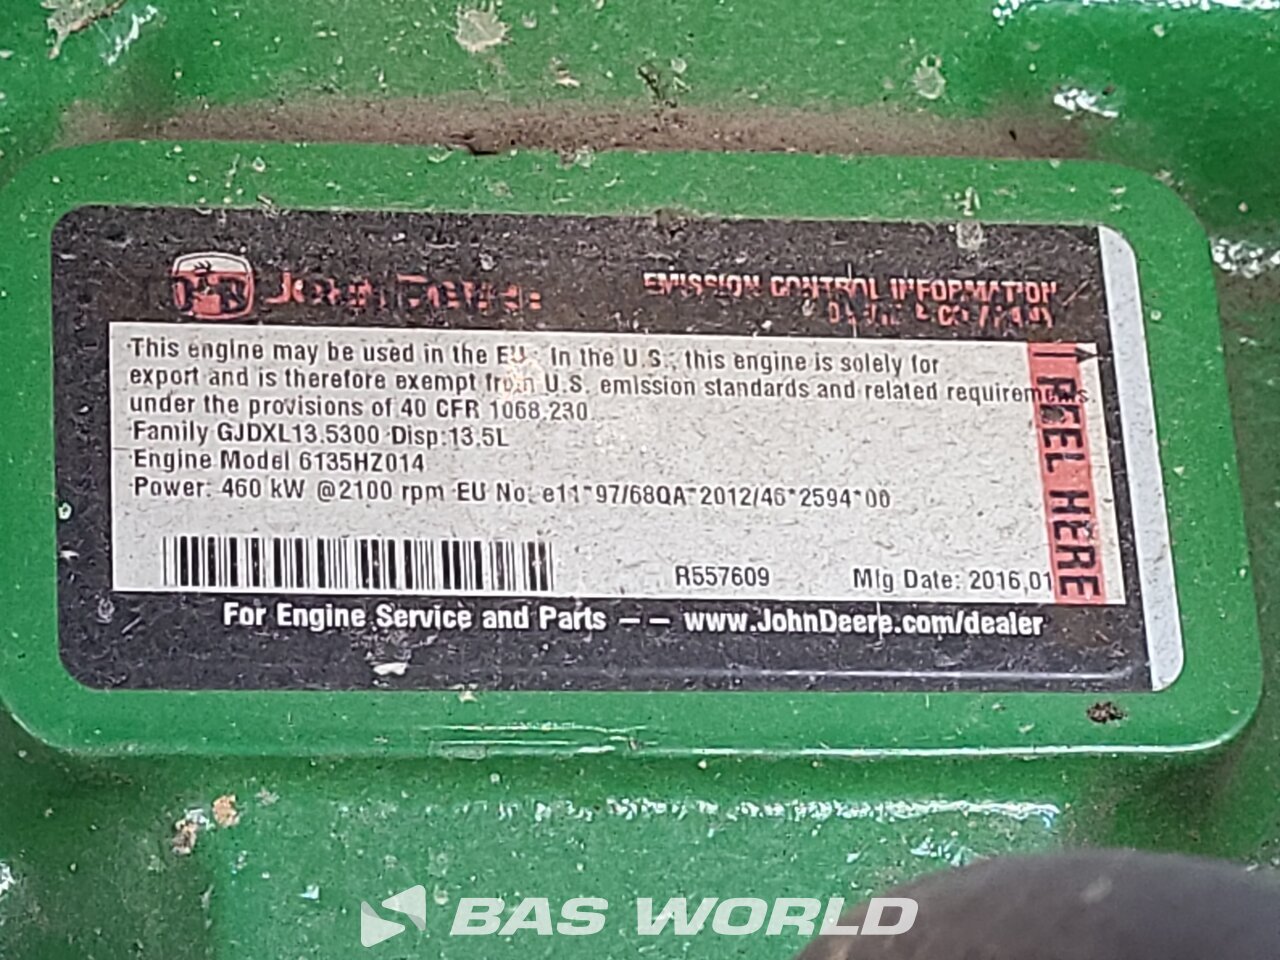 JOHN DEERE
EMISSION CONTROL INFORMATION
DEERE & COMPANY
This engine may be used in the EU. In the U.S., this engine is solely for
export and is therefore exempt from U.S. emission standards and related requirements
under the provisions of 40 CFR 1068.230.
Family GJDXL13.5300 Disp:13.5L
Engine Model 6135HZ014
Power: 460 kW @2100 rpm EU No: e11*97/68QA*2012/46*2594*00
PEEL HERE
R557609 Mfg Date: 2016,01
For Engine Service and Parts -- www.JohnDeere.com/dealer
BAS WORLD